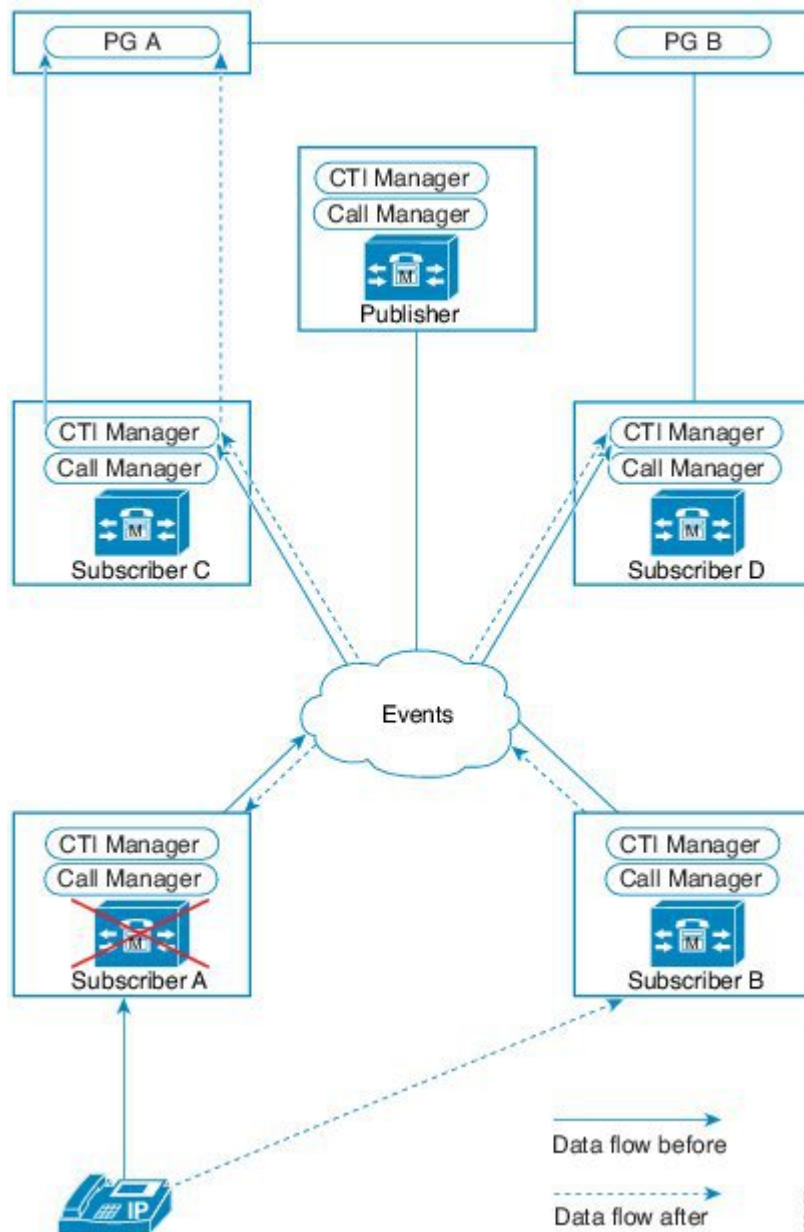 PG A
PG B
CTI Manager
Call Manager
M
Publisher
CTI Manager
Call Manager
M
Subscriber C
CTI Manager
Call Manager
M
Subscriber D
Events
CTI Manager
Call Manager
M
Subscriber A
CTI Manager
Call Manager
M
Subscriber B
IP
Data flow before
Data flow after